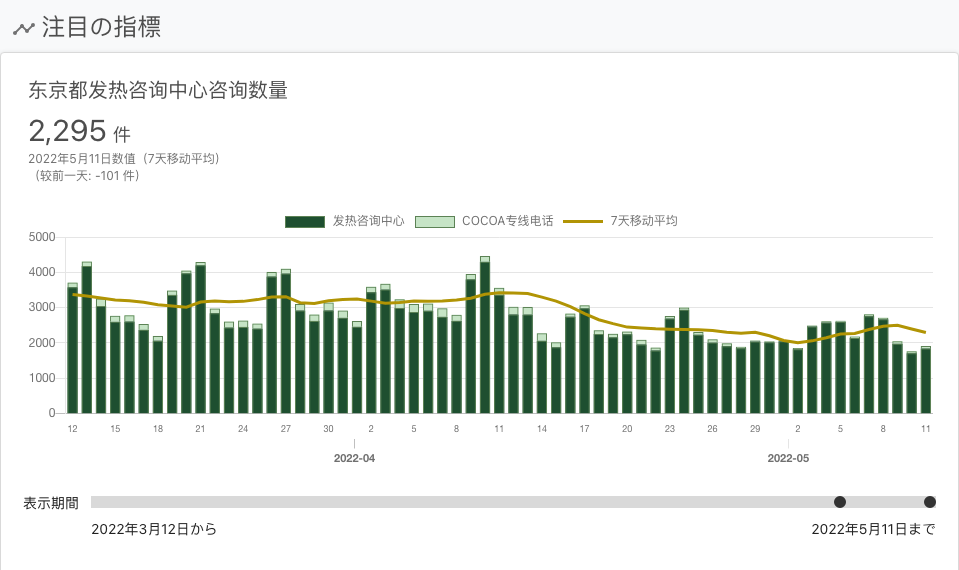 注目の指標
东京都发热咨询中心咨询数量
2,295 件
2022年5月11日数值（7天移动平均）
（较前一天: -101 件）
发热咨询中心 COCOA专线电话 7天移动平均
5000
4000
3000
2000
1000
0
12 15 18 21 24 27 30 2 5 8 11 14 17 20 23 26 29 2 5 8 11
2022-04 2022-05
表示期間
2022年3月12日から 2022年5月11日まで